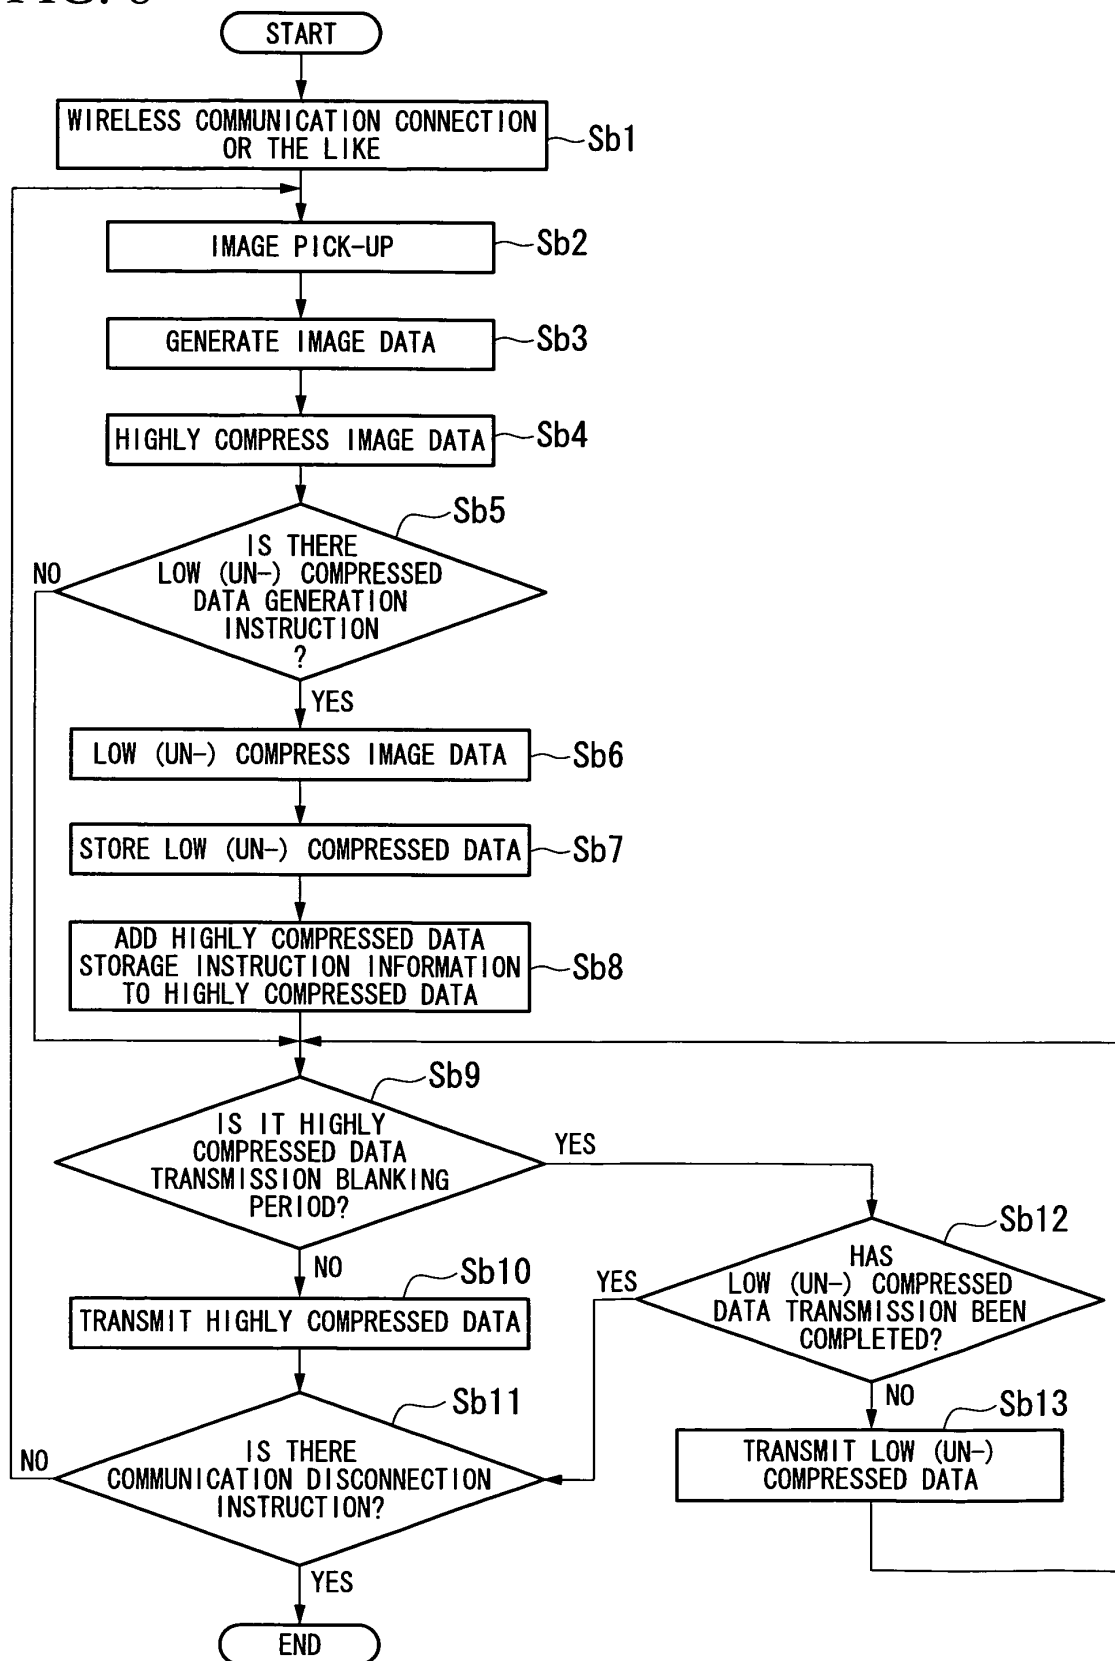 START
WIRELESS COMMUNICATION CONNECTION
OR THE LIKE
Sb1
IMAGE PICK-UP
Sb2
GENERATE IMAGE DATA
Sb3
HIGHLY COMPRESS IMAGE DATA
Sb4
Sb5
IS THERE
LOW (UN-) COMPRESSED
DATA GENERATION
INSTRUCTION
?
NO
YES
LOW (UN-) COMPRESS IMAGE DATA
Sb6
STORE LOW (UN-) COMPRESSED DATA
Sb7
ADD HIGHLY COMPRESSED DATA
STORAGE INSTRUCTION INFORMATION
TO HIGHLY COMPRESSED DATA
Sb8
Sb9
IS IT HIGHLY
COMPRESSED DATA
TRANSMISSION BLANKING
PERIOD?
YES
NO
Sb10
TRANSMIT HIGHLY COMPRESSED DATA
Sb12
HAS
LOW (UN-) COMPRESSED
DATA TRANSMISSION BEEN
COMPLETED?
YES
NO
Sb13
TRANSMIT LOW (UN-)
COMPRESSED DATA
Sb11
IS THERE
COMMUNICATION DISCONNECTION
INSTRUCTION?
NO
YES
END